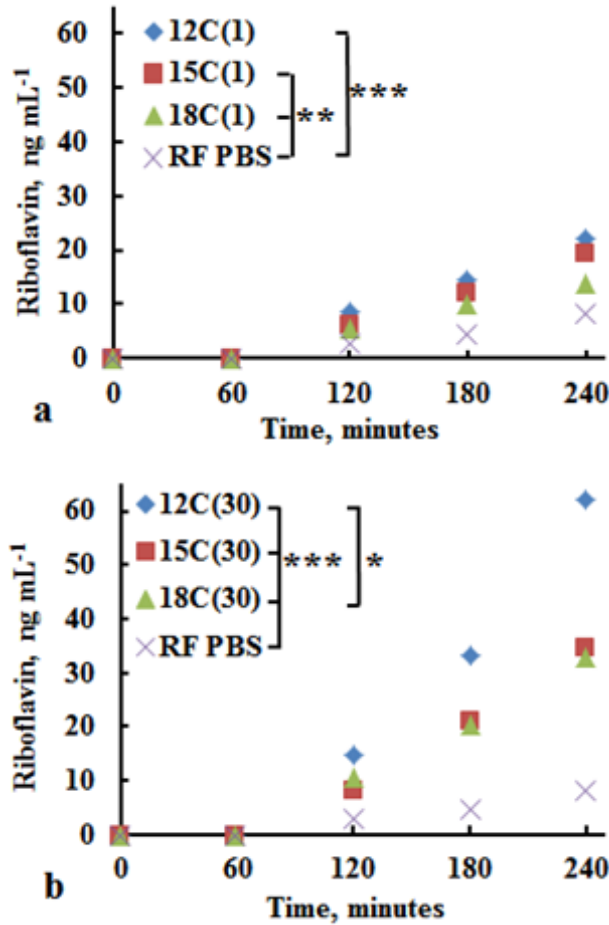 60
50
40
30
20
10
0
Riboflavin, ng mL⁻¹
12C(1)
15C(1)
18C(1)
RF PBS
**
***
0 60 120 180 240
Time, minutes
a
60
50
40
30
20
10
0
Riboflavin, ng mL⁻¹
12C(30)
15C(30)
18C(30)
RF PBS
***
*
0 60 120 180 240
Time, minutes
b